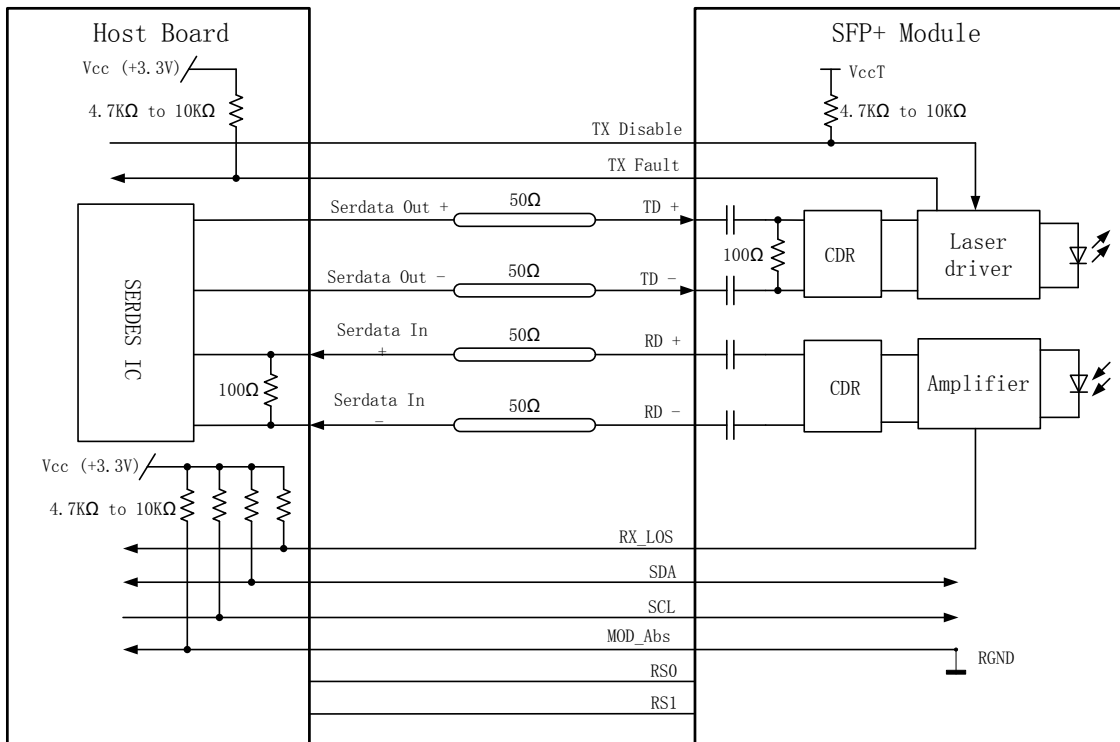 Host Board
SFP+ Module
Vcc (+3.3V)
VccT
4.7KΩ to 10KΩ
4.7KΩ to 10KΩ
TX Disable
TX Fault
Serdata Out +
50Ω
TD +
100Ω
CDR
Laser
driver
Serdata Out −
50Ω
TD −
SERDES IC
Serdata In
+
50Ω
RD +
100Ω
CDR
Amplifier
Serdata In
−
50Ω
RD −
Vcc (+3.3V)
4.7KΩ to 10KΩ
RX_LOS
SDA
SCL
MOD_Abs
RGND
RS0
RS1